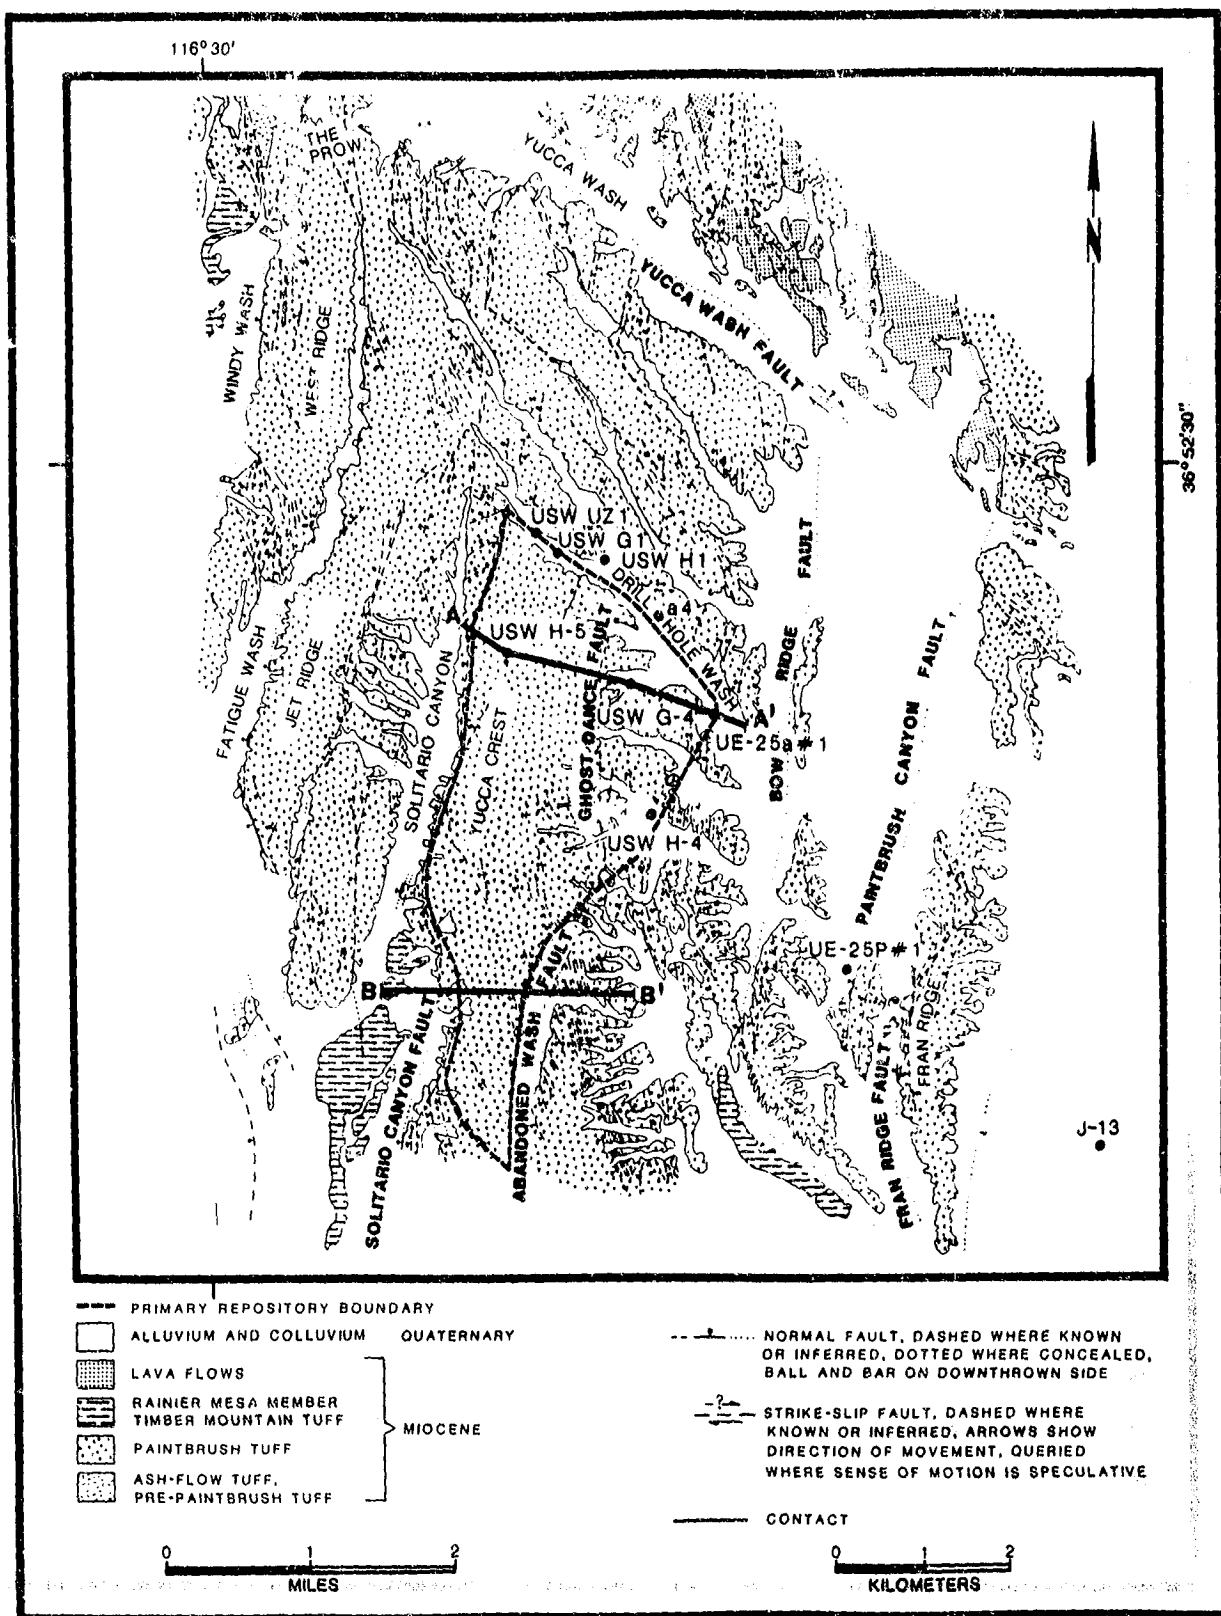 116° 30'
THE
PROW
YUCCA WASH
N
YUCCA WASH FAULT
WINDY WASH
WEST RIDGE
36° 52'30"
USW UZ1
USW G1
USW H1
DRILL HOLE WASH
a4
A
USW H-5
FAULT
RIDGE
BOW
FATIGUE WASH
JET RIDGE
SOLITARIO CANYON
YUCCA CREST
GHOST DANCE FAULT
USW G-4
A'
UE-25a#1
PAINTBRUSH CANYON FAULT
USW H-4
UE-25P#1
B
B'
SOLITARIO CANYON FAULT
ABANDONED WASH FAULT
FRAN RIDGE
FRAN RIDGE FAULT
J-13
PRIMARY REPOSITORY BOUNDARY
ALLUVIUM AND COLLUVIUM QUATERNARY
LAVA FLOWS
RAINIER MESA MEMBER
TIMBER MOUNTAIN TUFF
MIOCENE
PAINTBRUSH TUFF
ASH-FLOW TUFF,
PRE-PAINTBRUSH TUFF
NORMAL FAULT, DASHED WHERE KNOWN
OR INFERRED, DOTTED WHERE CONCEALED,
BALL AND BAR ON DOWNTHROWN SIDE
?
STRIKE-SLIP FAULT, DASHED WHERE
KNOWN OR INFERRED, ARROWS SHOW
DIRECTION OF MOVEMENT, QUERIED
WHERE SENSE OF MOTION IS SPECULATIVE
CONTACT
0 1 2
MILES
0 1 2
KILOMETERS